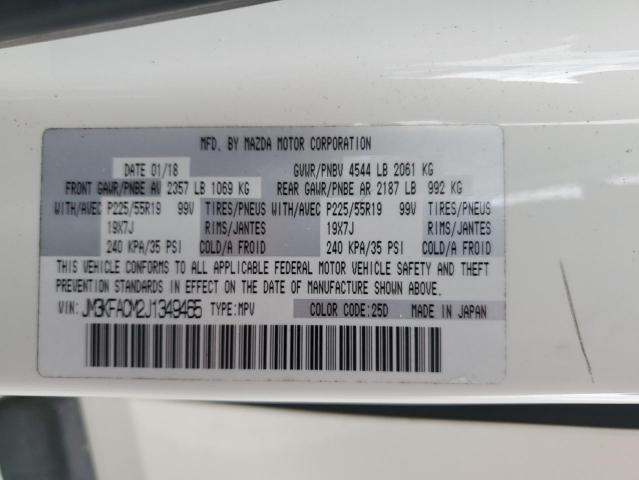 MFD. BY MAZDA MOTOR CORPORATION
DATE 01/18 GVWR/PNBV 4544 LB 2061 KG
FRONT GAWR/PNBE AV 2357 LB 1069 KG REAR GAWR/PNBE AR 2187 LB 992 KG
WITH/AVEC P225/55R19 99V TIRES/PNEUS WITH/AVEC P225/55R19 99V TIRES/PNEUS
19X7J RIMS/JANTES 19X7J RIMS/JANTES
240 KPA/35 PSI COLD/A FROID 240 KPA/35 PSI COLD/A FROID
THIS VEHICLE CONFORMS TO ALL APPLICABLE FEDERAL MOTOR VEHICLE SAFETY AND THEFT
PREVENTION STANDARDS IN EFFECT ON THE DATE OF MANUFACTURE SHOWN ABOVE.
VIN: JM3KFACM2J1349455 TYPE:MPV COLOR CODE:25D MADE IN JAPAN